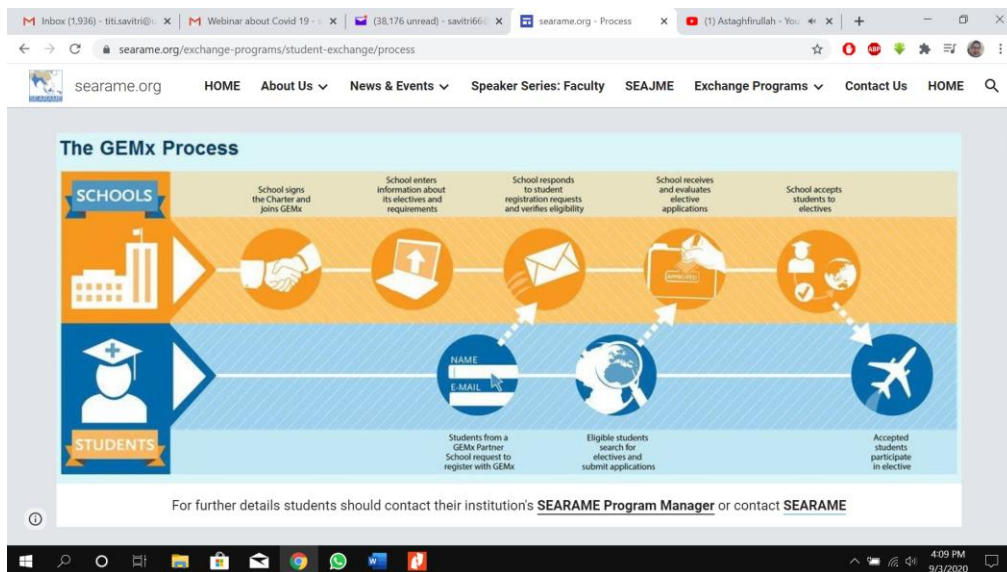 Inbox (1,936) - titi.savitri@u
Webinar about Covid 19 - s
(38,176 unread) - savitri66
searame.org - Process
(1) Astaghfirullah - You
searame.org/exchange-programs/student-exchange/process
ABP
SEARAME
searame.org
HOME
About Us
News & Events
Speaker Series: Faculty
SEAJME
Exchange Programs
Contact Us
HOME
The GEMx Process
SCHOOLS
School signs
the Charter and
joins GEMx
School enters
information about
its electives and
requirements
School responds
to student
registration requests
and verifies eligibility
School receives
and evaluates
elective
applications
School accepts
students to
electives
APPROVED
NAME
E-MAIL
STUDENTS
Students from a
GEMx Partner
School request to
register with GEMx
Eligible students
search for
electives and
submit applications
Accepted
students
participate
in elective
For further details students should contact their institution's SEARAME Program Manager or contact SEARAME
4:09 PM
9/3/2020